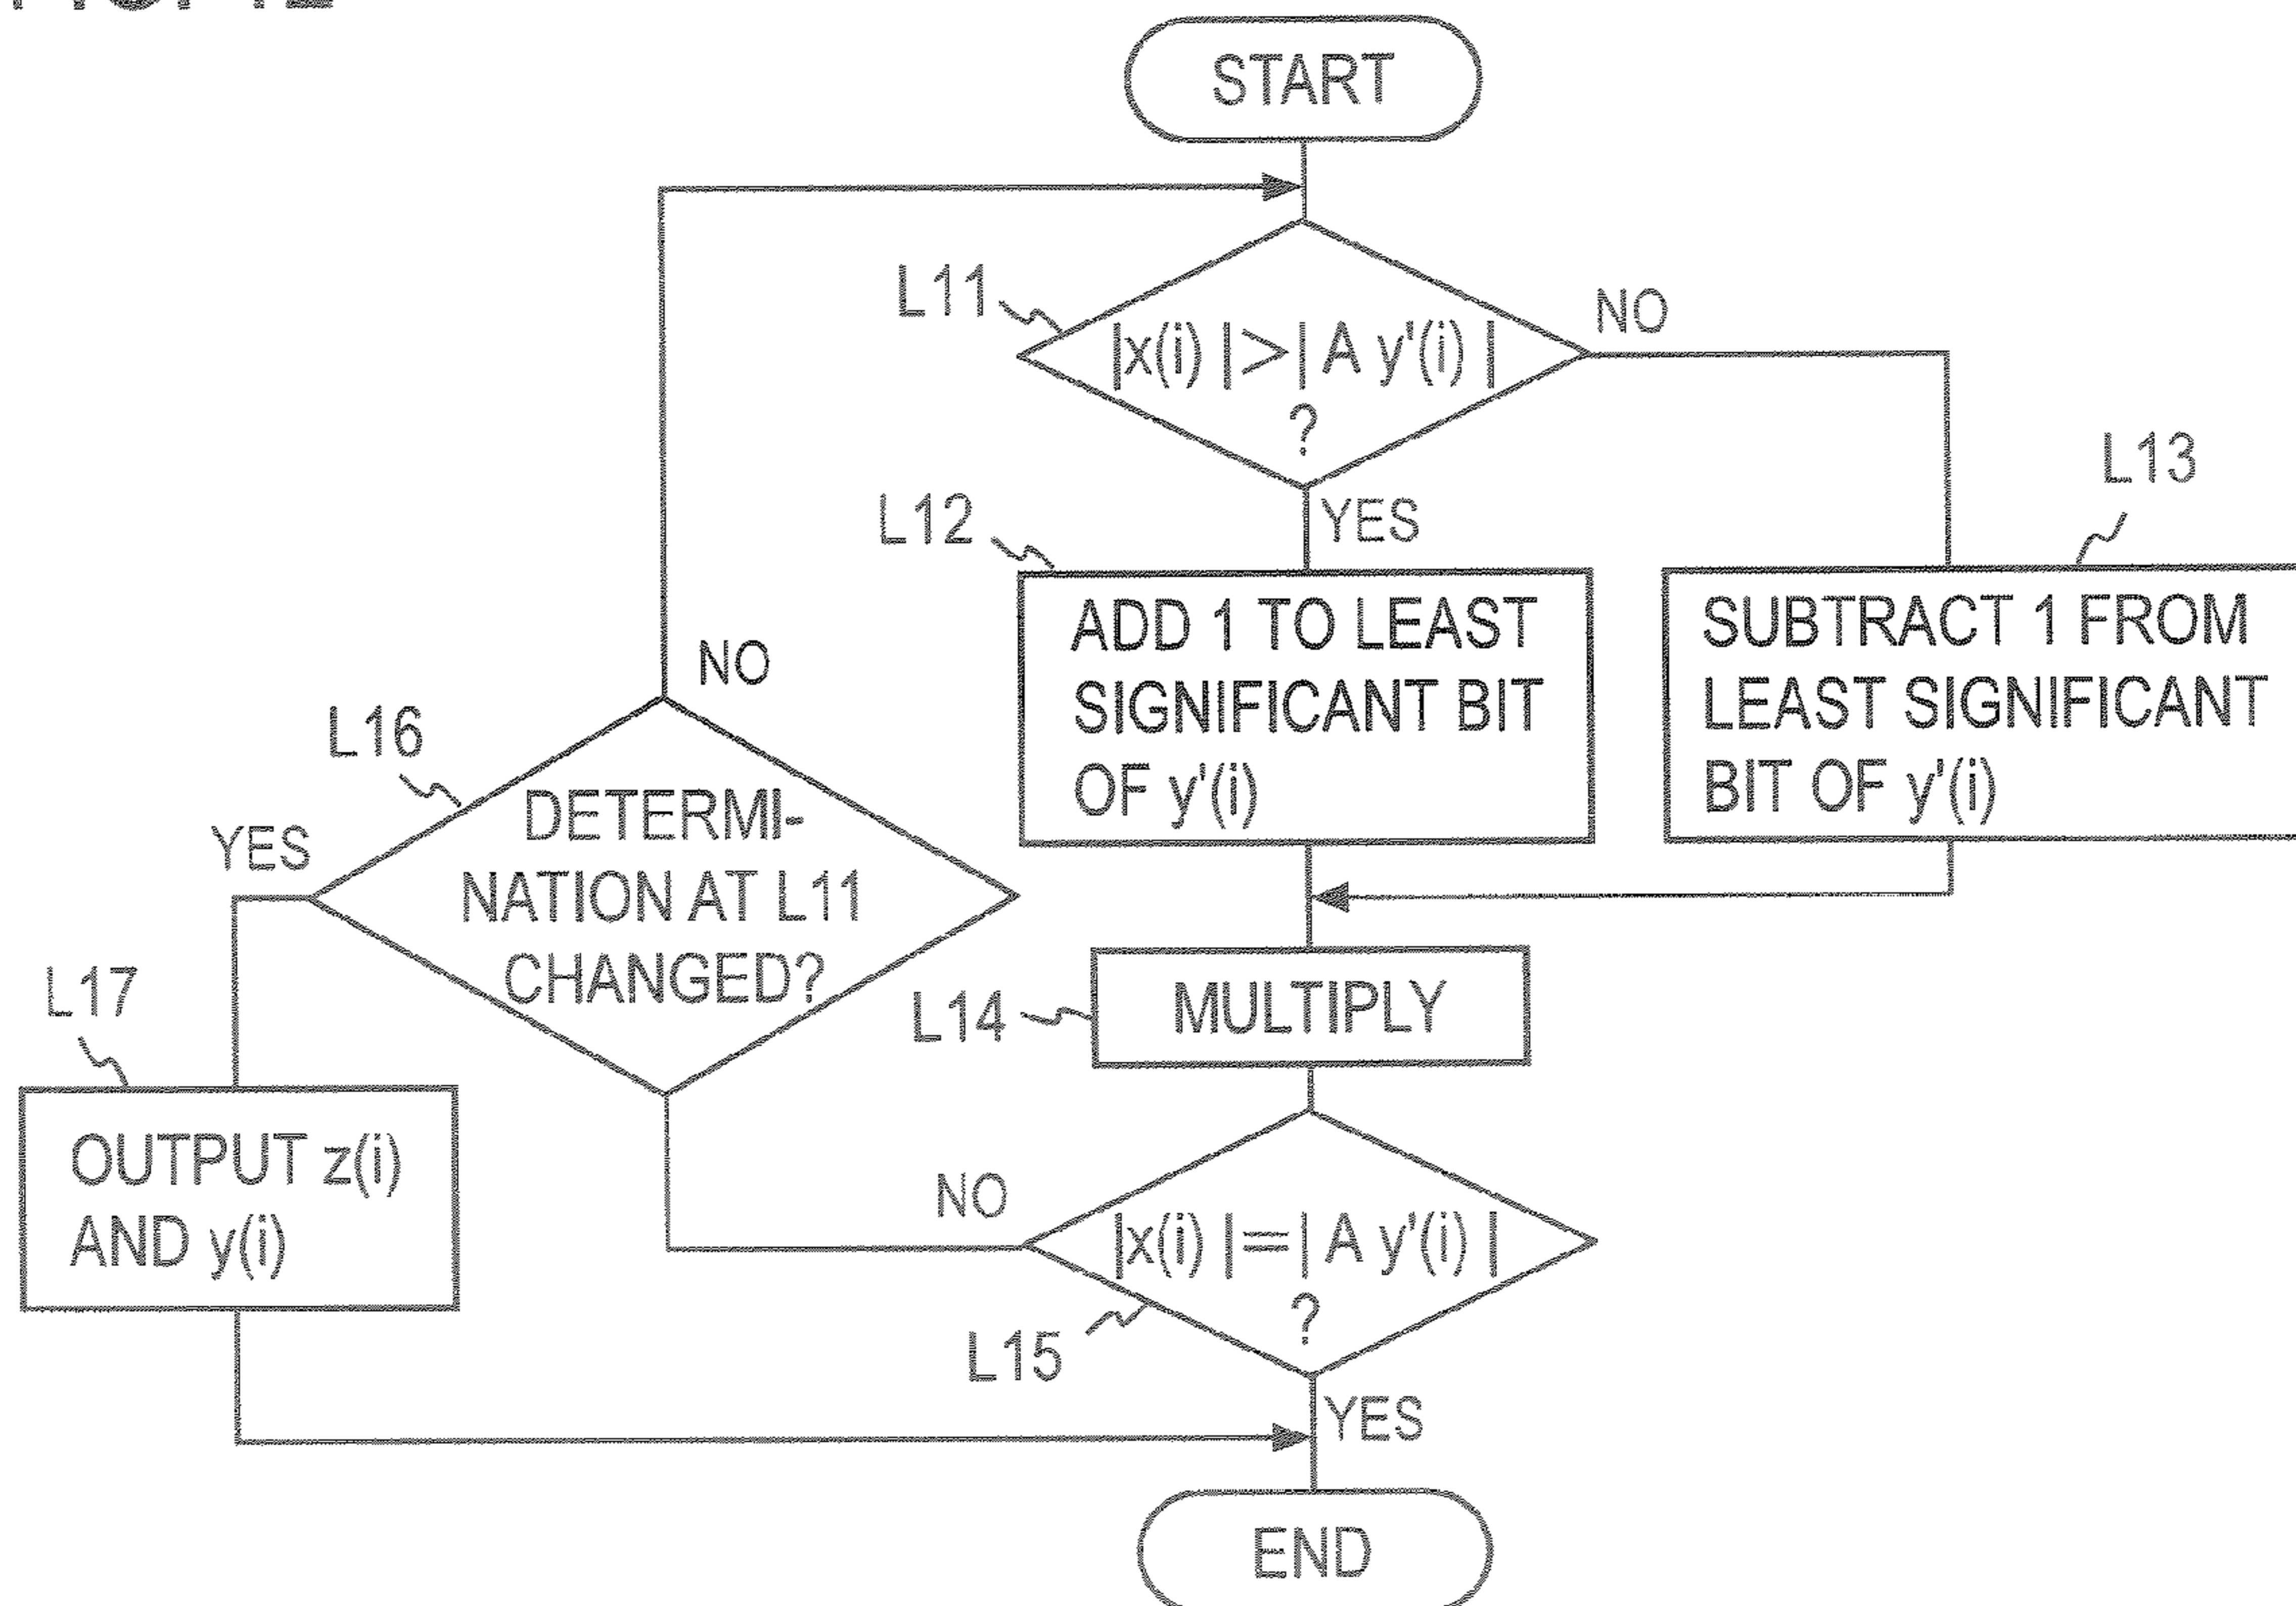 START
L11
|x(i) |>| A y'(i) |
?
NO
YES
L12
ADD 1 TO LEAST
SIGNIFICANT BIT
OF y'(i)
L13
SUBTRACT 1 FROM
LEAST SIGNIFICANT
BIT OF y'(i)
L14
MULTIPLY
L15
|x(i) |=| A y'(i) |
?
NO
YES
L16
DETERMI-
NATION AT L11
CHANGED?
NO
YES
L17
OUTPUT z(i)
AND y(i)
END